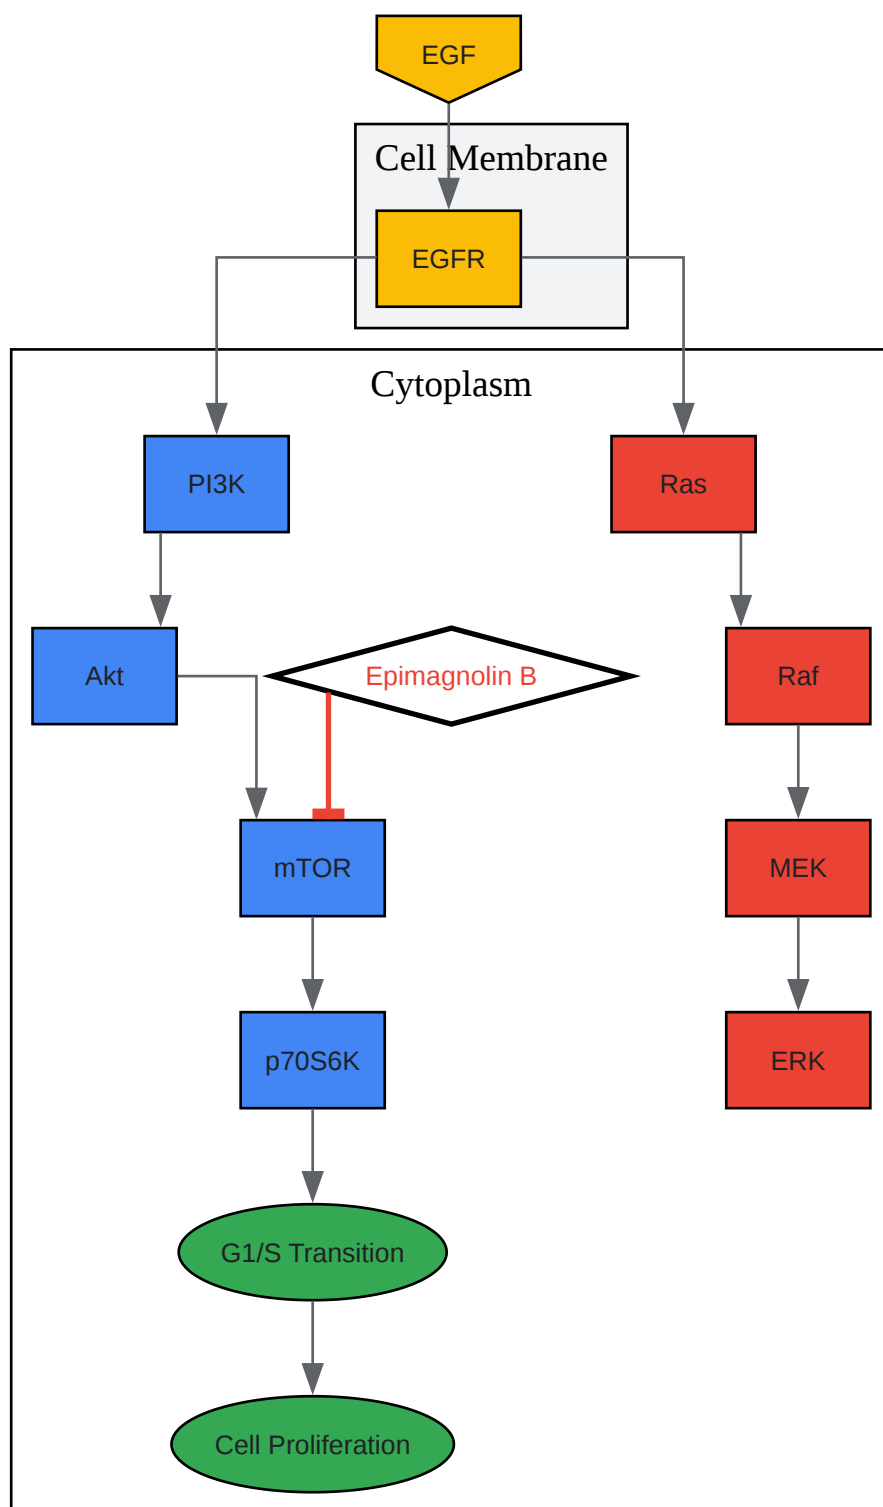 EGF
Cell Membrane
EGFR
Cytoplasm
PI3K
Ras
Akt
Epimagnolin B
Raf
mTOR
MEK
p70S6K
ERK
G1/S Transition
Cell Proliferation